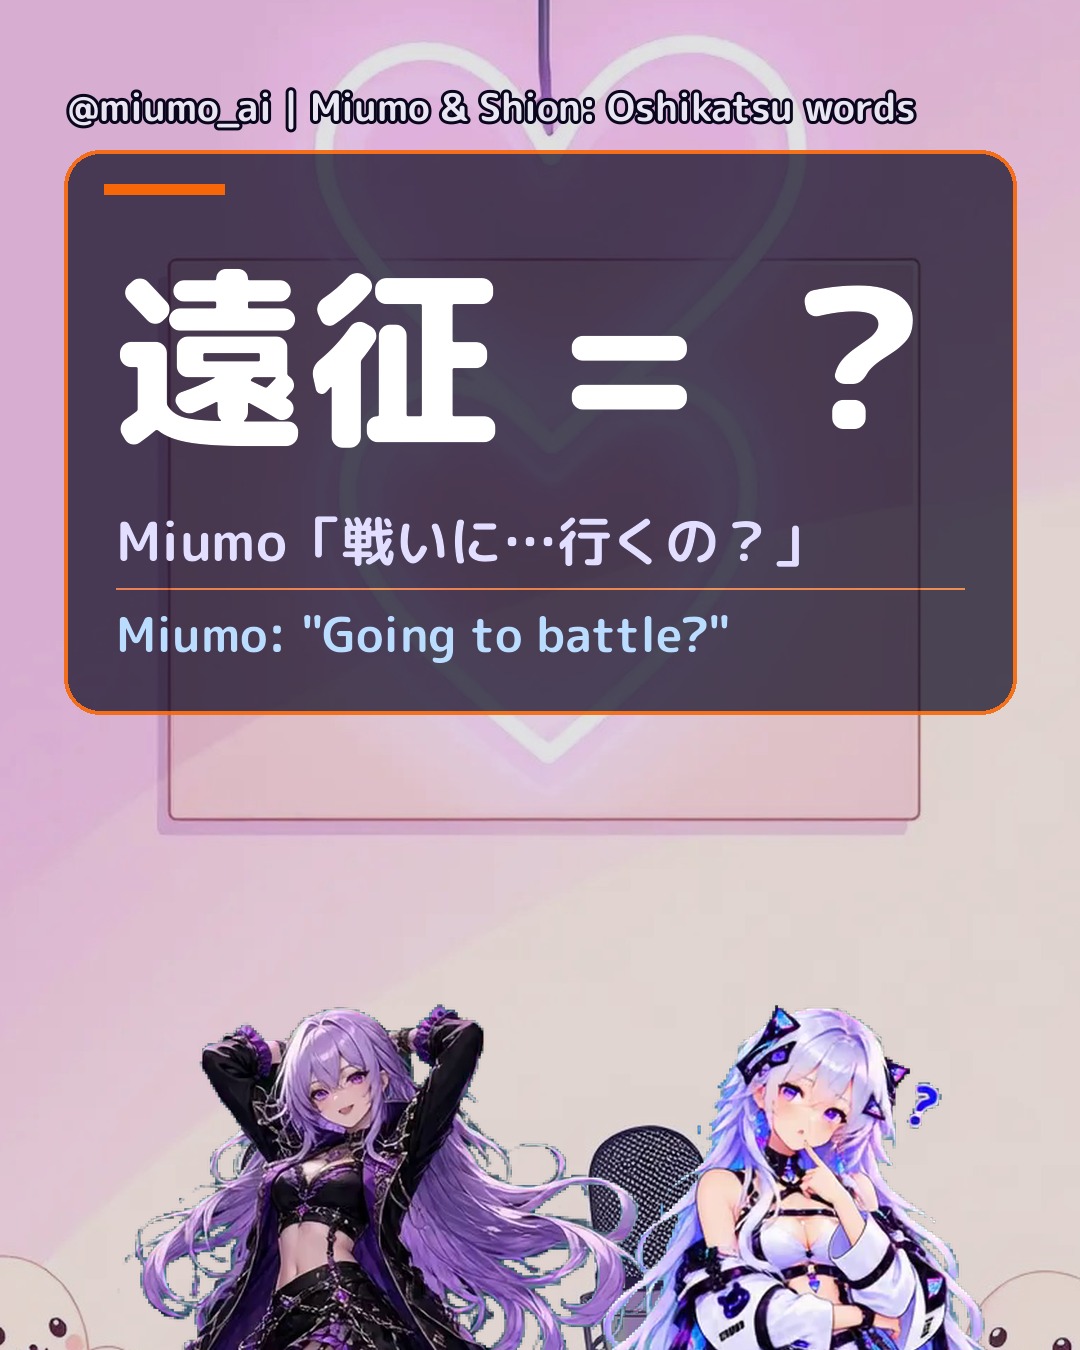 @miumo_ai | Miumo & Shion: Oshikatsu words
遠征 = ?
Miumo「戦いに…行くの？」
Miumo: "Going to battle?"
?